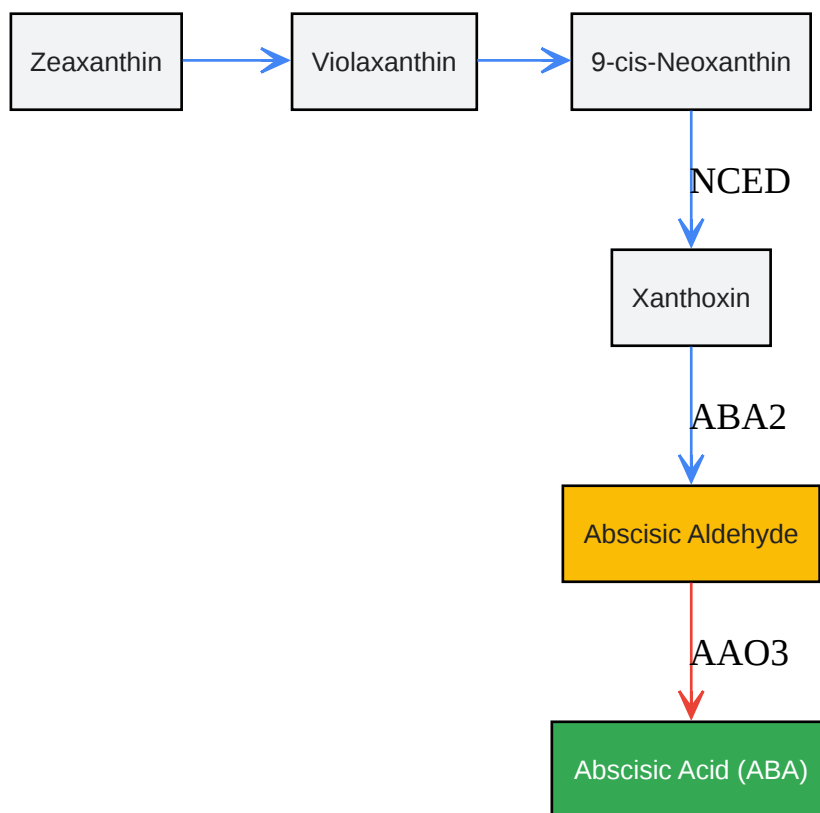 Zeaxanthin
Violaxanthin
9-cis-Neoxanthin
NCED
Xanthoxin
ABA2
Abscisic Aldehyde
AAO3
Abscisic Acid (ABA)